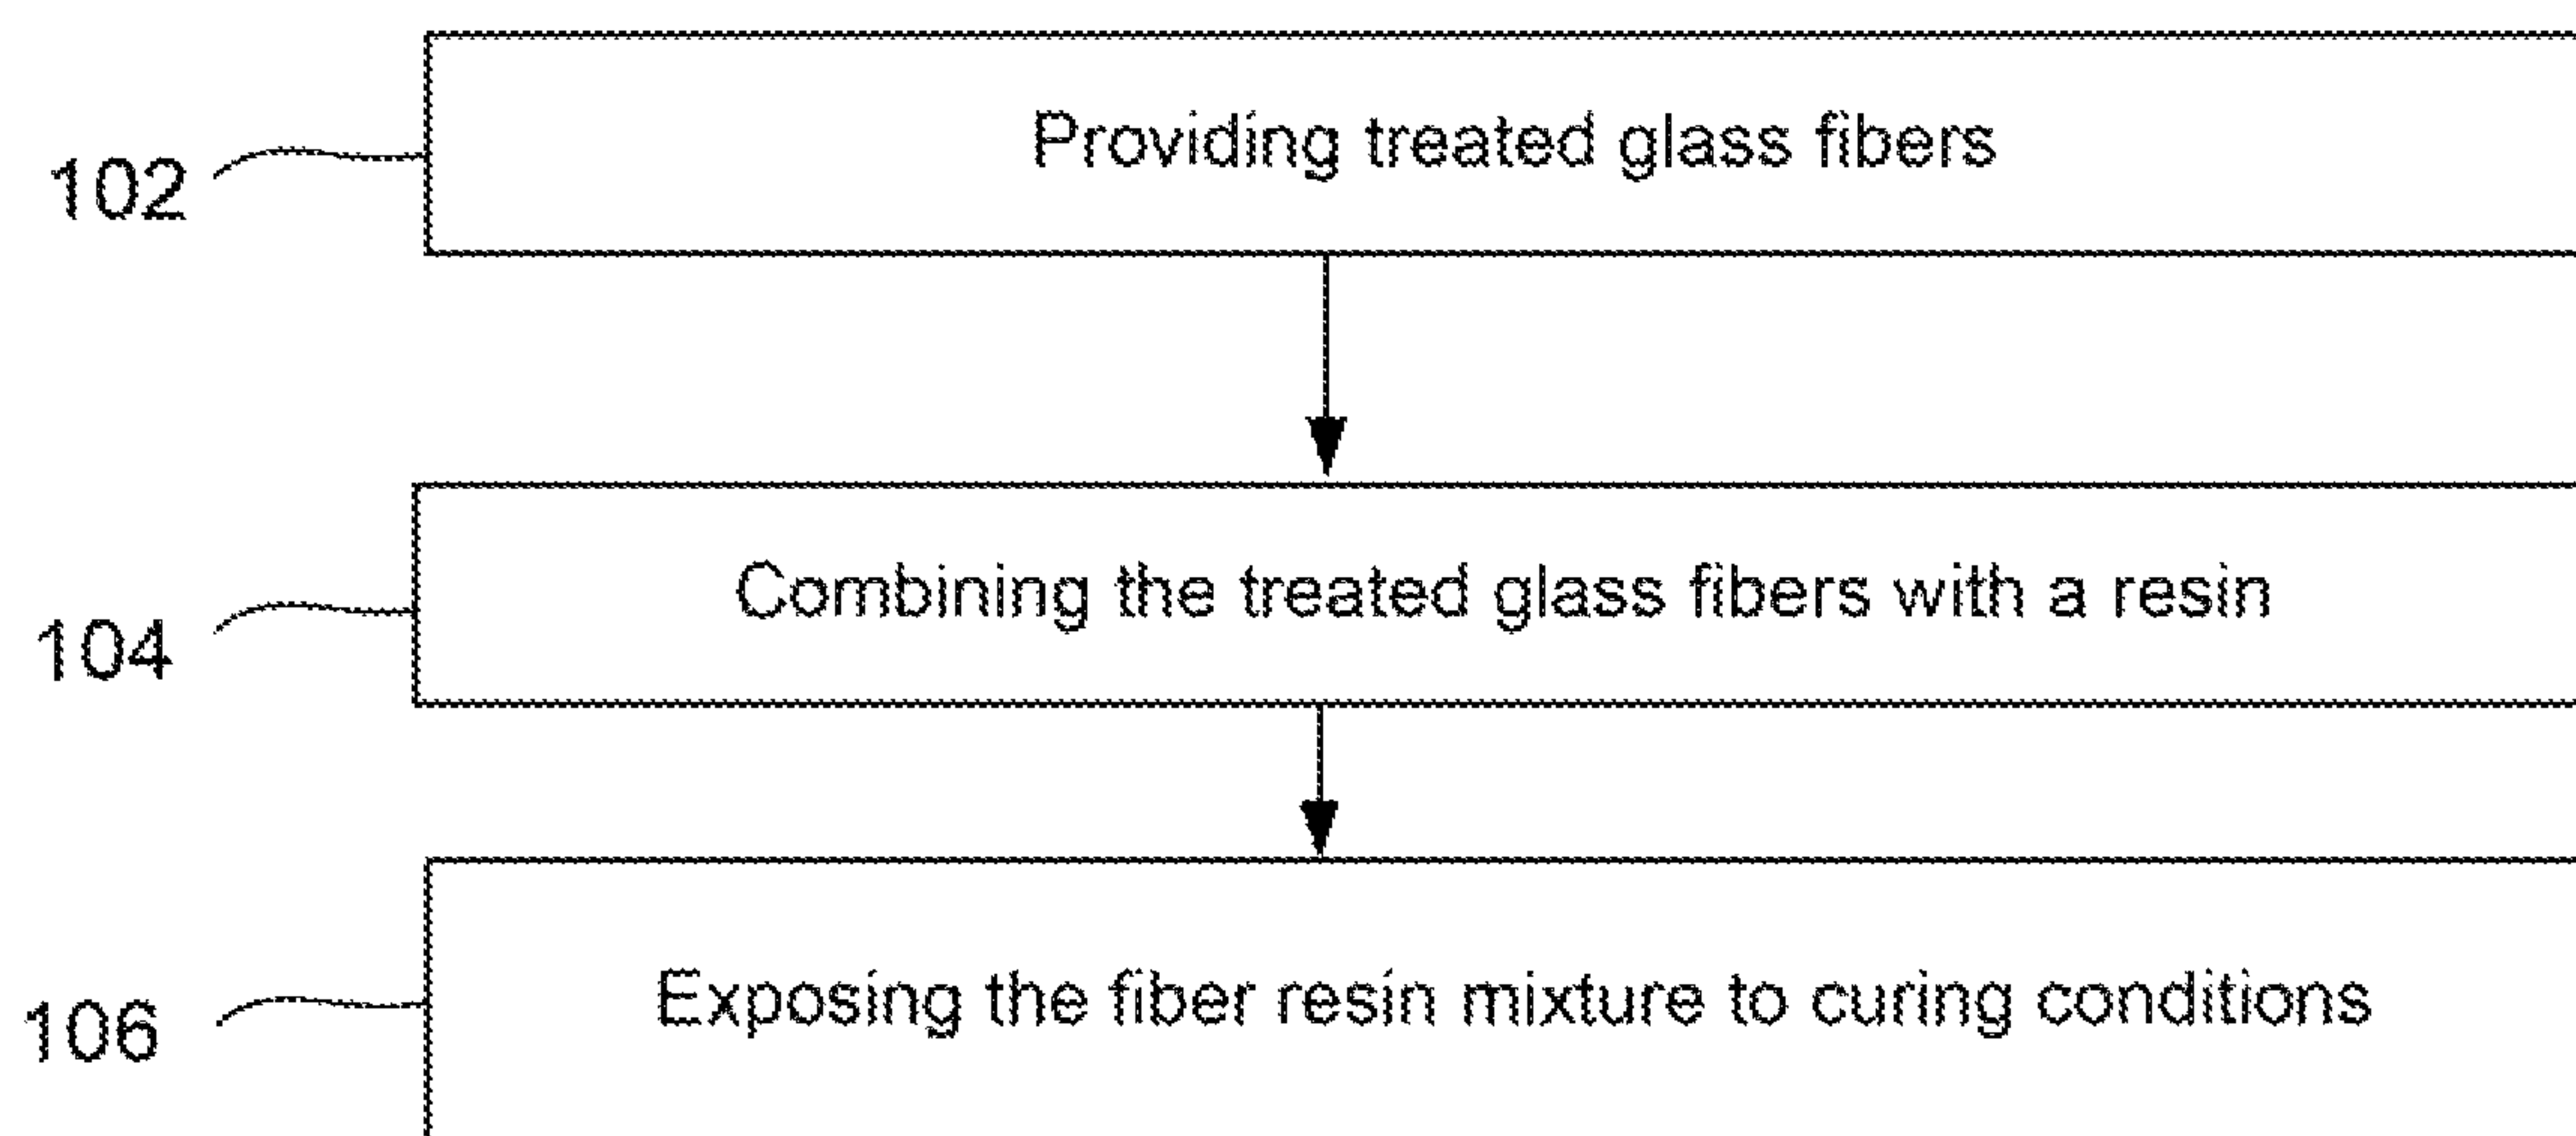 Providing treated glass fibers
102
Combining the treated glass fibers with a resin
104
Exposing the fiber resin mixture to curing conditions
106